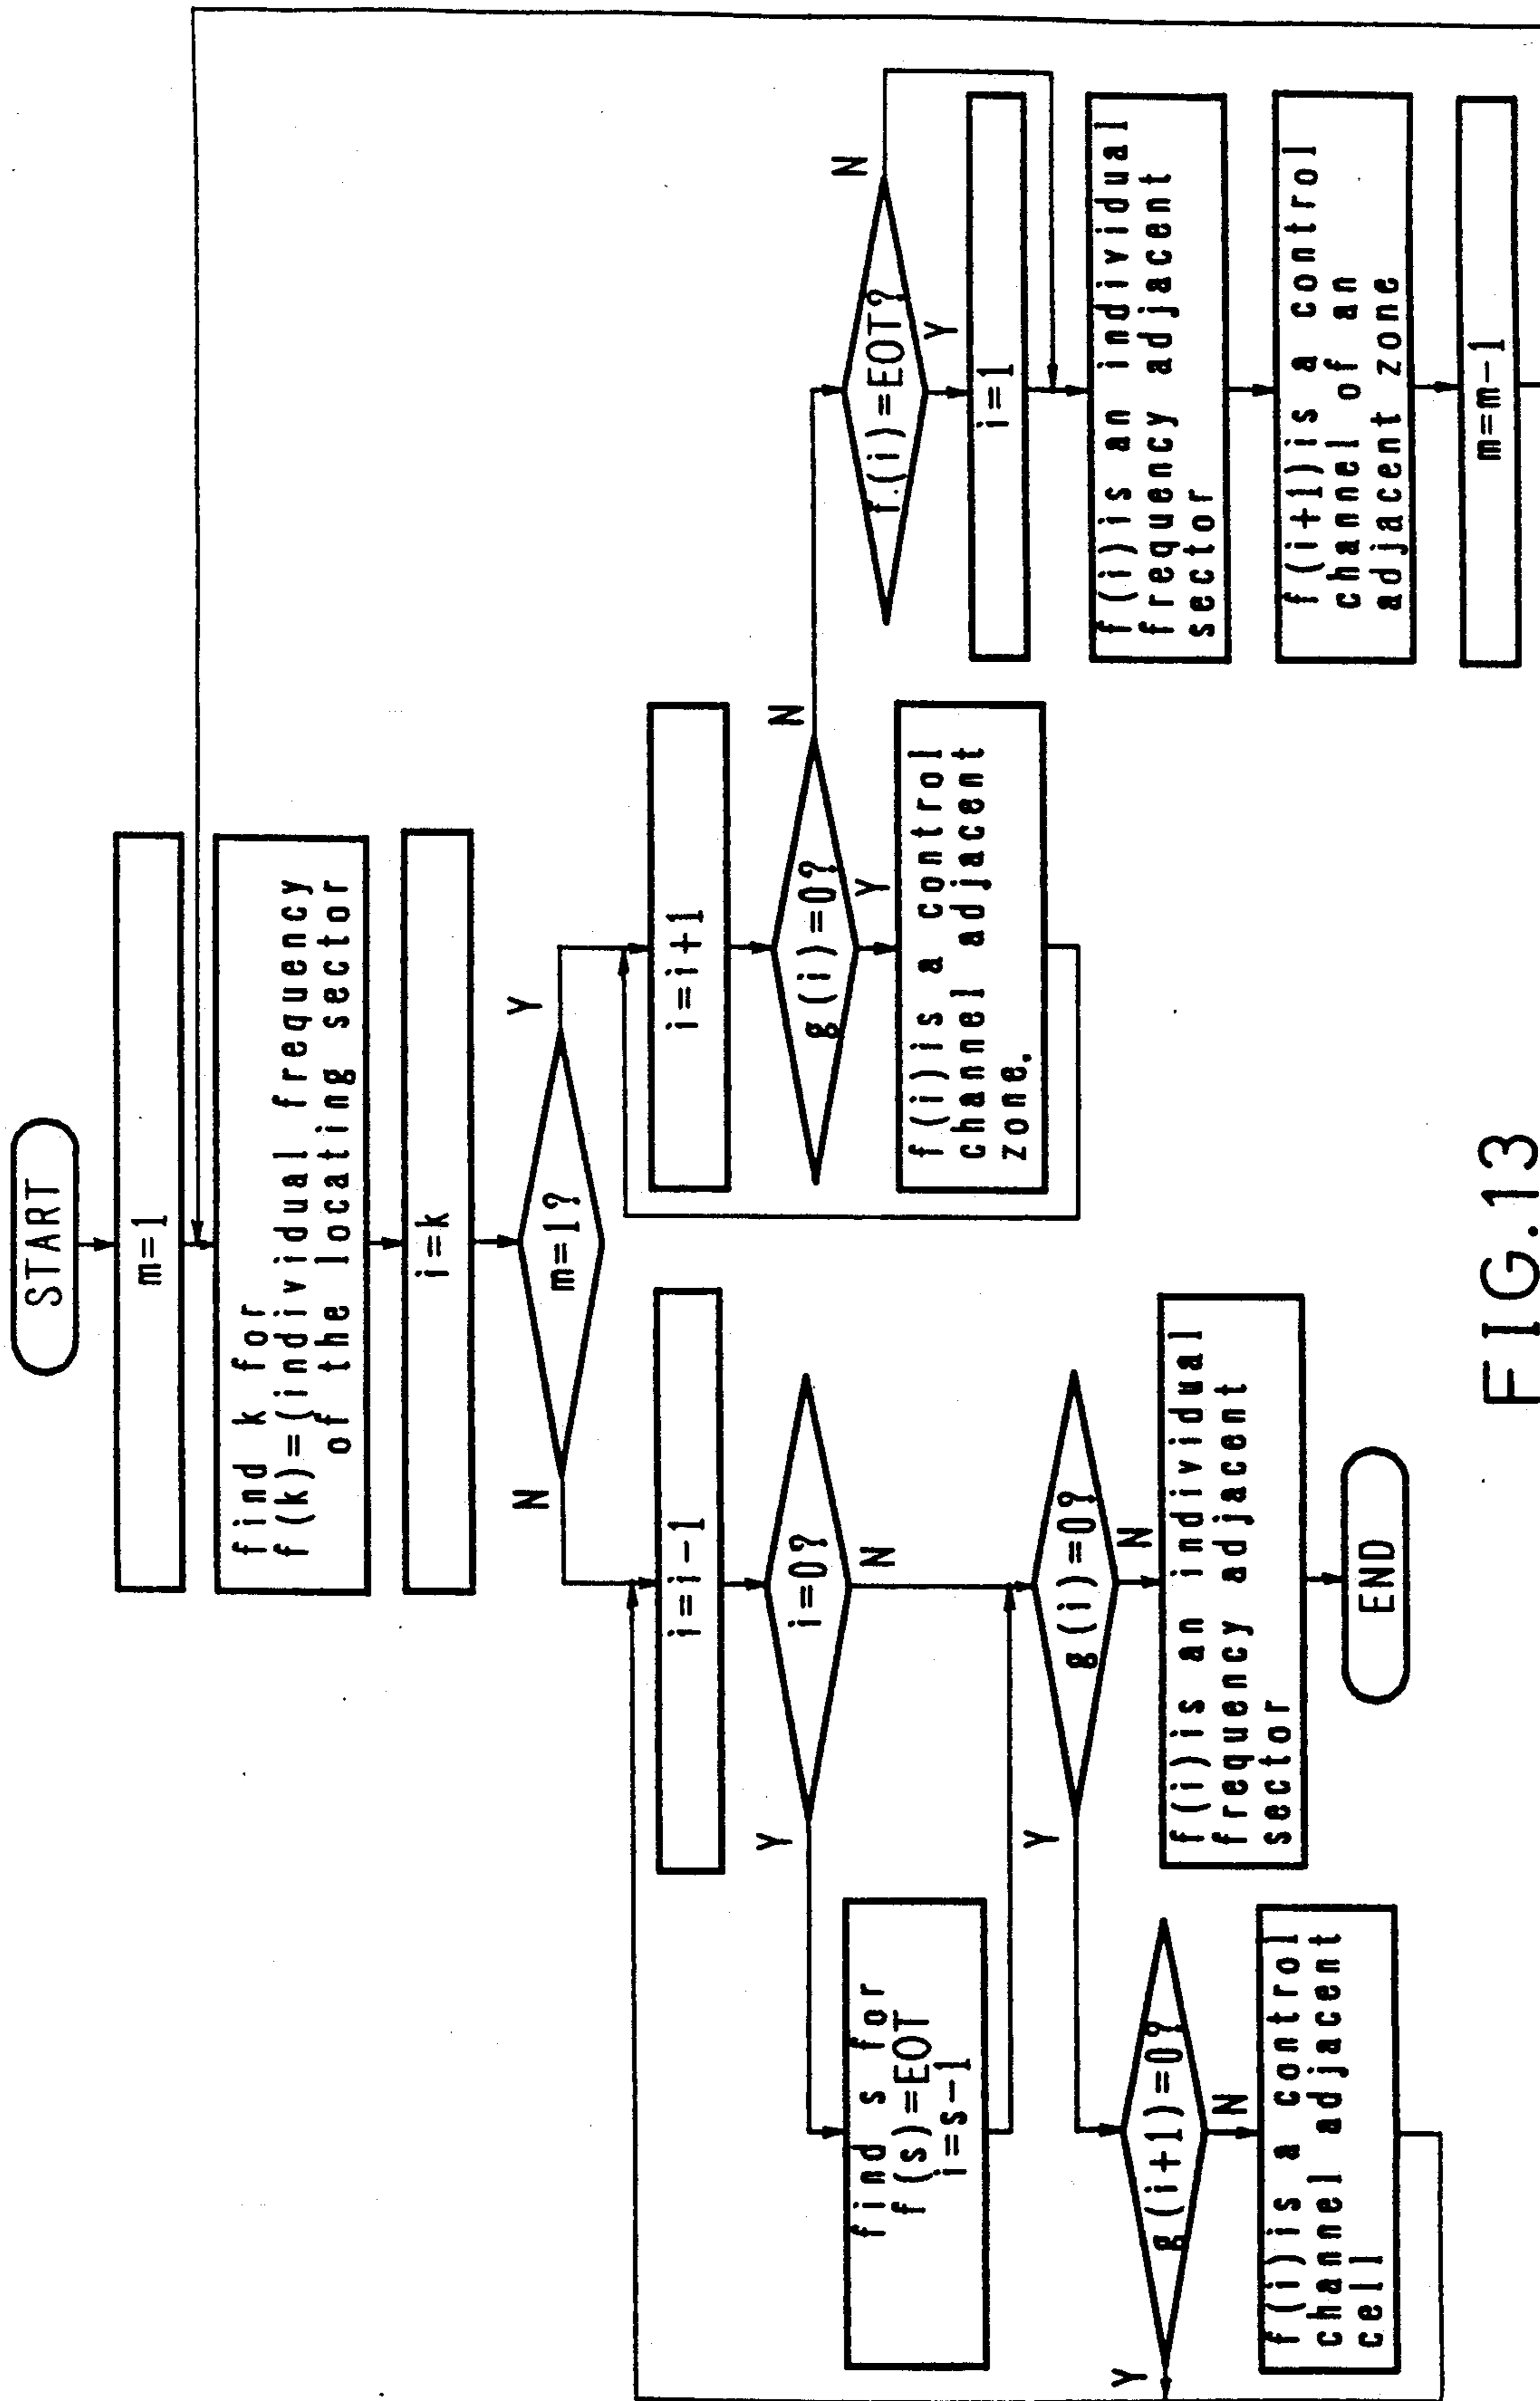 START
m=1
find k for
f(k)=(individual frequency
of the locating sector
i=k
m=1?
N
Y
i=i-1
i=0?
Y
N
find s for
f(s)=EOT
i=s-1
g(i)=0?
Y
N
g(i+1)=0?
Y
N
f(i)is a control
channel adjacent
cell
f(i)is an individual
frequency adjacent
sector
END
i=i+1
g(i)=0?
N
Y
f(i)is a control
channel adjacent
zone.
f.(i)=EOT?
N
Y
i=1
f(i)is an individual
frequency adjacent
sector
f(i+1)is a control
channel of an
adjacent zone
m=m-1
FIG.13